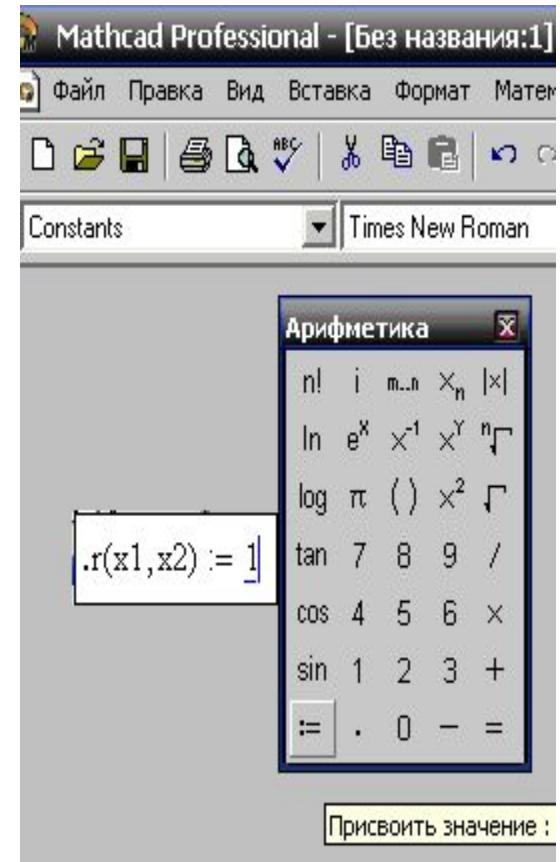 Mathcad Professional - [Без названия:1]
Файл Правка Вид Вставка Формат Матем
ABC
Constants Times New Roman
Арифметика x
n! i m..n Xₙ |x|
ln eˣ x⁻¹ xʸ ⁿ√
log π ( ) x² √
.r(x1,x2) := 1
tan 7 8 9 /
cos 4 5 6 ×
sin 1 2 3 +
:= . 0 − =
Присвоить значение :